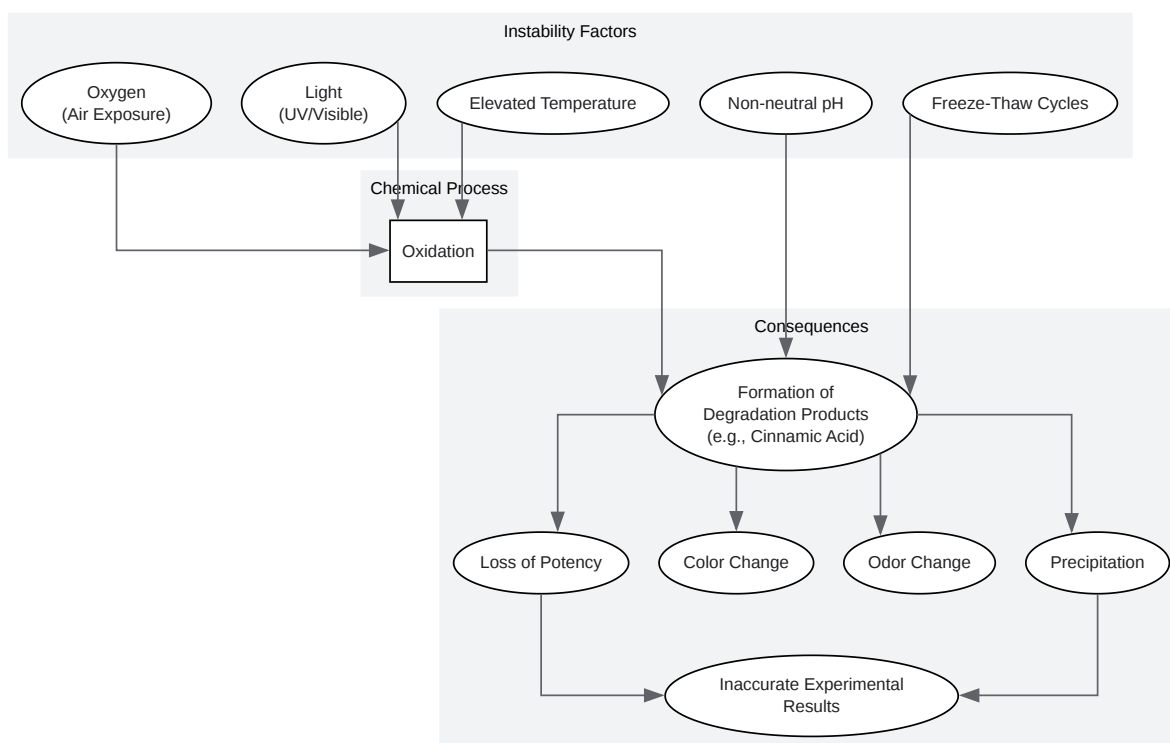 Instability Factors
Oxygen
(Air Exposure)
Light
(UV/Visible)
Elevated Temperature
Non-neutral pH
Freeze-Thaw Cycles
Chemical Process
Oxidation
Consequences
Formation of
Degradation Products
(e.g., Cinnamic Acid)
Loss of Potency
Color Change
Odor Change
Precipitation
Inaccurate Experimental
Results